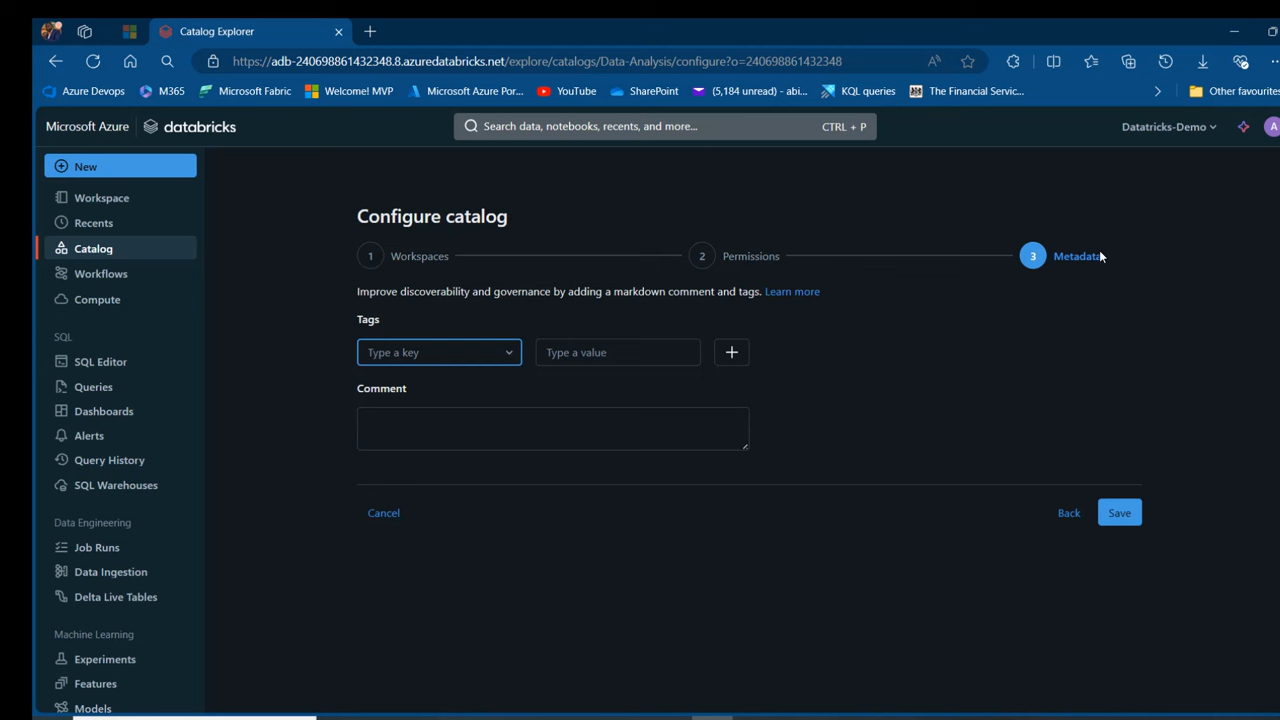 Catalog Explorer
https://adb-240698861432348.8.azuredatabricks.net/explore/catalogs/Data-Analysis/configure?o=240698861432348
Azure Devops M365 Microsoft Fabric Welcome! MVP Microsoft Azure Por... YouTube SharePoint (5,184 unread) - abi... KQL queries The Financial Servic... Other favourites
Microsoft Azure databricks Search data, notebooks, recents, and more... CTRL + P Datatricks-Demo A
New
Workspace
Recents
Catalog
Workflows
Compute
SQL
SQL Editor
Queries
Dashboards
Alerts
Query History
SQL Warehouses
Data Engineering
Job Runs
Data Ingestion
Delta Live Tables
Machine Learning
Experiments
Features
Models
Configure catalog
1 Workspaces 2 Permissions 3 Metadata
Improve discoverability and governance by adding a markdown comment and tags. Learn more
Tags
Type a key Type a value
Comment
Cancel Back Save